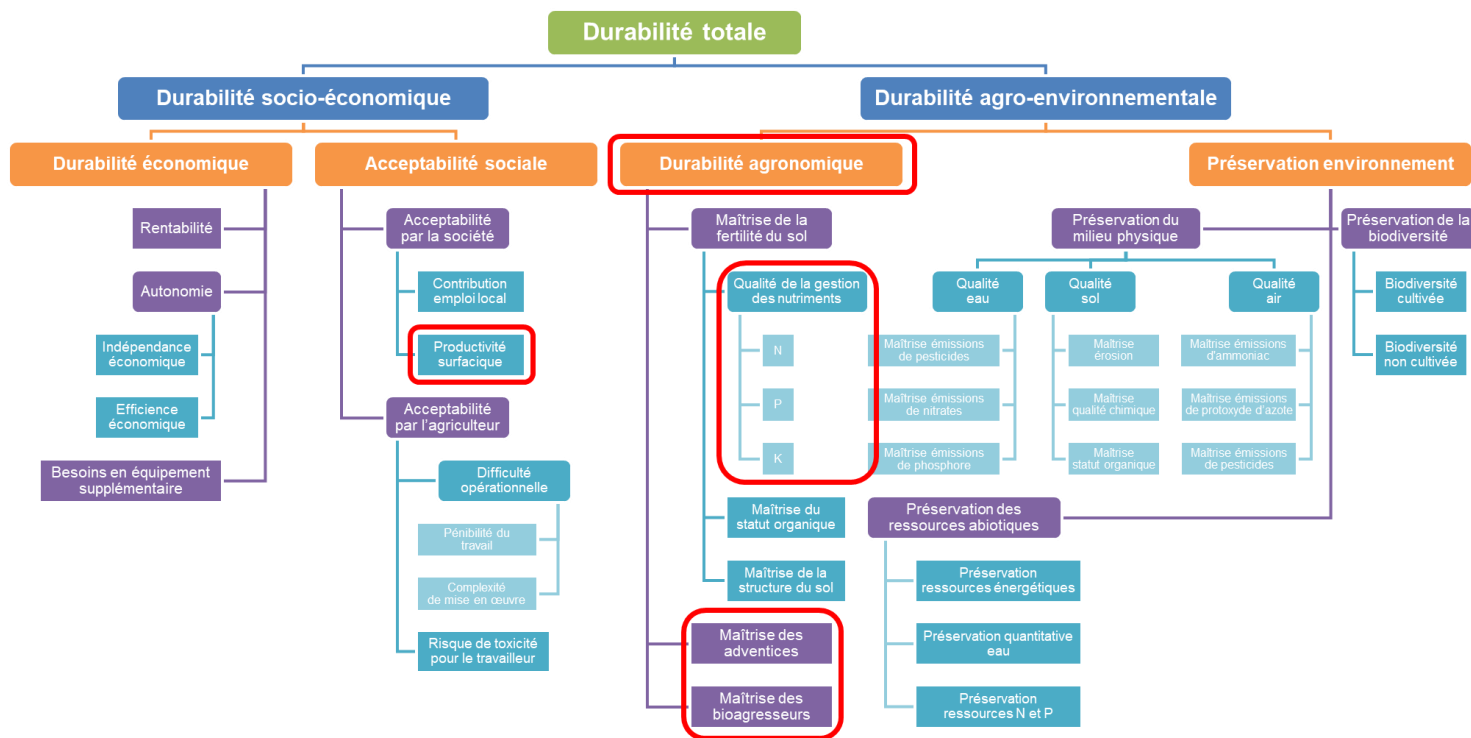 Durabilité totale
Durabilité socio-économique
Durabilité agro-environnementale
Durabilité économique
Acceptabilité sociale
Durabilité agronomique
Préservation environnement
Rentabilité
Autonomie
Indépendance
économique
Efficience
économique
Besoins en équipement
supplémentaire
Acceptabilité
par la société
Contribution
emploi local
Productivité
surfacique
Acceptabilité
par l'agriculteur
Difficulté
opérationnelle
Pénibilité du
travail
Complexité
de mise en œuvre
Risque de toxicité
pour le travailleur
Maîtrise de la
fertilité du sol
Qualité de la gestion
des nutriments
N
P
K
Maîtrise du
statut organique
Maîtrise de la
structure du sol
Maîtrise des
adventices
Maîtrise des
bioagresseurs
Préservation du
milieu physique
Qualité
eau
Maîtrise émissions
de pesticides
Maîtrise émissions
de nitrates
Maîtrise émissions
de phosphore
Qualité
sol
Maîtrise
érosion
Maîtrise
qualité chimique
Maîtrise
statut organique
Qualité
air
Maîtrise émissions
d'ammoniac
Maîtrise émissions
de protoxyde d'azote
Maîtrise émissions
de pesticides
Préservation de la
biodiversité
Biodiversité
cultivée
Biodiversité
non cultivée
Préservation des
ressources abiotiques
Préservation
ressources énergétiques
Préservation quantitative
eau
Préservation
ressources N et P